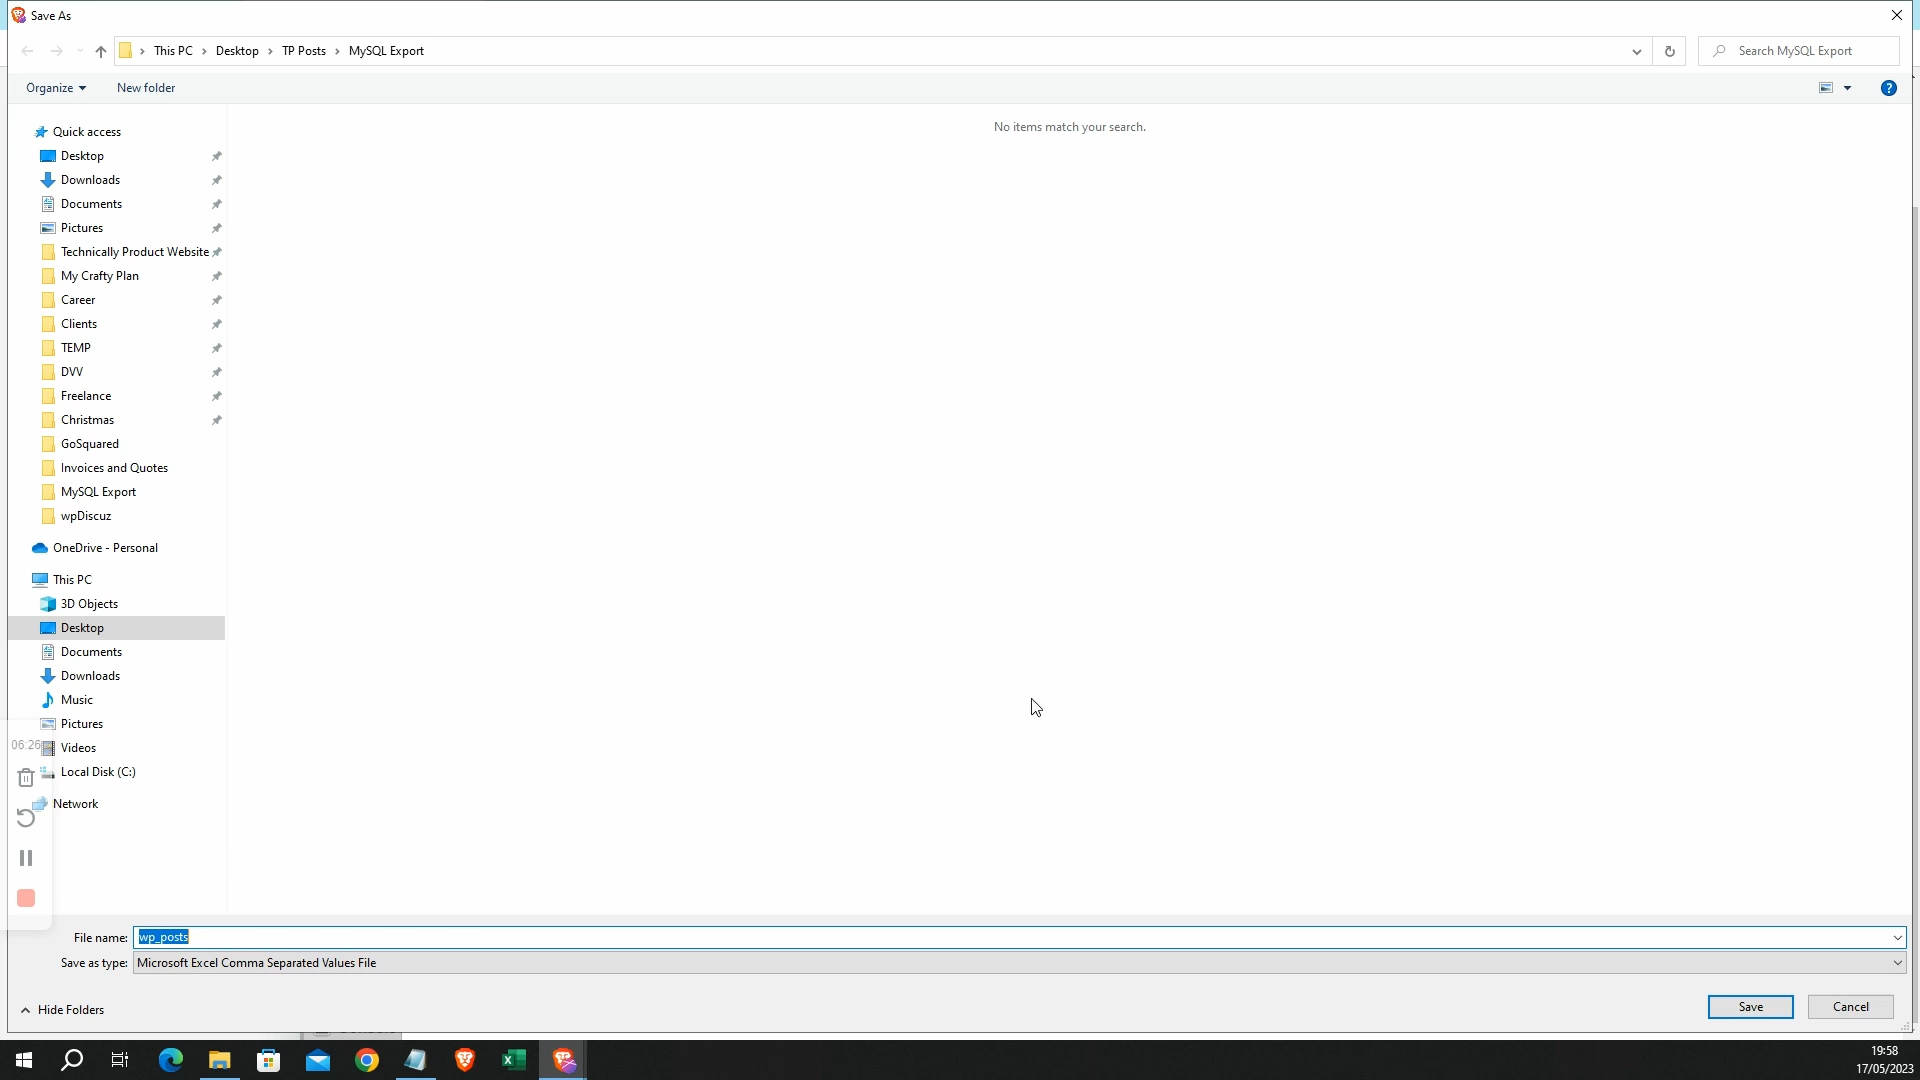 Save As
This PC
Desktop
TP Posts
MySQL Export
Search MySQL Export
Organize
New folder
?
No items match your search.
Quick access
Desktop
Downloads
Documents
Pictures
Technically Product Website
My Crafty Plan
Career
Clients
TEMP
DVV
Freelance
Christmas
GoSquared
Invoices and Quotes
MySQL Export
wpDiscuz
OneDrive - Personal
This PC
3D Objects
Desktop
Documents
Downloads
Music
Pictures
06:26
Videos
Local Disk (C:)
Network
File name: wp_posts
Save as type: Microsoft Excel Comma Separated Values File
Hide Folders
Save
Cancel
19:58
17/05/2023